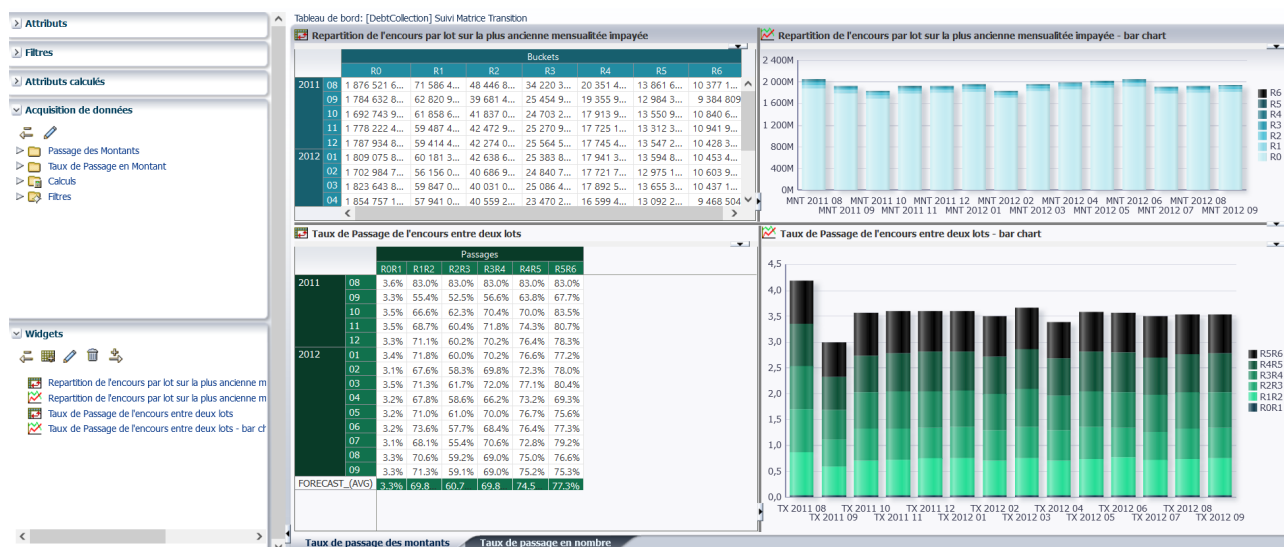 Attributs
Filtres
Attributs calculés
Acquisition de données
Passage des Montants
Taux de Passage en Montant
Calculs
Filtres
Widgets
Repartition de l'encours par lot sur la plus ancienne m
Repartition de l'encours par lot sur la plus ancienne m
Taux de Passage de l'encours entre deux lots
Taux de Passage de l'encours entre deux lots - bar ch
Tableau de bord: [DebtCollection] Suivi Matrice Transition
Repartition de l'encours par lot sur la plus ancienne mensualitée impayée
Buckets
R0 R1 R2 R3 R4 R5 R6
2011 08 1 876 521 6... 71 586 4... 48 446 8... 34 220 3... 20 351 4... 13 861 6... 10 377 1...
09 1 784 632 8... 62 820 9... 39 681 4... 25 454 9... 19 355 9... 12 984 3... 9 384 809
10 1 692 743 9... 61 858 6... 41 837 0... 24 703 2... 17 913 9... 13 550 9... 10 840 6...
11 1 778 222 4... 59 487 4... 42 472 9... 25 270 9... 17 725 1... 13 312 3... 10 941 9...
12 1 787 934 8... 59 414 4... 42 274 0... 25 564 5... 17 745 4... 13 547 2... 10 428 3...
2012 01 1 809 075 8... 60 181 3... 42 638 6... 25 383 8... 17 941 3... 13 594 8... 10 453 4...
02 1 702 984 7... 56 156 0... 40 686 9... 24 840 7... 17 721 7... 12 975 1... 10 603 9...
03 1 823 643 8... 59 847 0... 40 031 0... 25 086 4... 17 892 5... 13 655 3... 10 435 1...
04 1 854 757 1... 57 941 0... 40 559 2... 23 470 2... 16 599 4... 13 092 2... 9 468 504
Repartition de l'encours par lot sur la plus ancienne mensualitée impayée - bar chart
2 400M
2 000M
1 600M
1 200M
800M
400M
0M
MNT 2011 08 MNT 2011 10 MNT 2011 12 MNT 2012 02 MNT 2012 04 MNT 2012 06 MNT 2012 08
MNT 2011 09 MNT 2011 11 MNT 2012 01 MNT 2012 03 MNT 2012 05 MNT 2012 07 MNT 2012 09
R6
R5
R4
R3
R2
R1
R0
Taux de Passage de l'encours entre deux lots
Passages
R0R1 R1R2 R2R3 R3R4 R4R5 R5R6
2011 08 3.6% 83.0% 83.0% 83.0% 83.0% 83.0%
09 3.3% 55.4% 52.5% 56.6% 63.8% 67.7%
10 3.5% 66.6% 62.3% 70.4% 70.0% 83.5%
11 3.5% 68.7% 60.4% 71.8% 74.3% 80.7%
12 3.3% 71.1% 60.2% 70.2% 76.4% 78.3%
2012 01 3.4% 71.8% 60.0% 70.2% 76.6% 77.2%
02 3.1% 67.6% 58.3% 69.8% 72.3% 78.0%
03 3.5% 71.3% 61.7% 72.0% 77.1% 80.4%
04 3.2% 67.8% 58.6% 66.2% 73.2% 69.3%
05 3.2% 71.0% 61.0% 70.0% 76.7% 75.6%
06 3.2% 73.6% 57.7% 68.4% 76.4% 77.3%
07 3.1% 68.1% 55.4% 70.6% 72.8% 79.2%
08 3.3% 70.6% 59.2% 69.0% 75.0% 76.6%
09 3.3% 71.3% 59.1% 69.0% 75.2% 75.3%
FORECAST_(AVG) 3.3% 69.8 60.7 69.8 74.5 77.3%
Taux de Passage de l'encours entre deux lots - bar chart
4,5
4,0
3,5
3,0
2,5
2,0
1,5
1,0
0,5
0,0
TX 2011 08 TX 2011 10 TX 2011 12 TX 2012 02 TX 2012 04 TX 2012 06 TX 2012 08
TX 2011 09 TX 2011 11 TX 2012 01 TX 2012 03 TX 2012 05 TX 2012 07 TX 2012 09
R5R6
R4R5
R3R4
R2R3
R1R2
R0R1
Taux de passage des montants Taux de passage en nombre